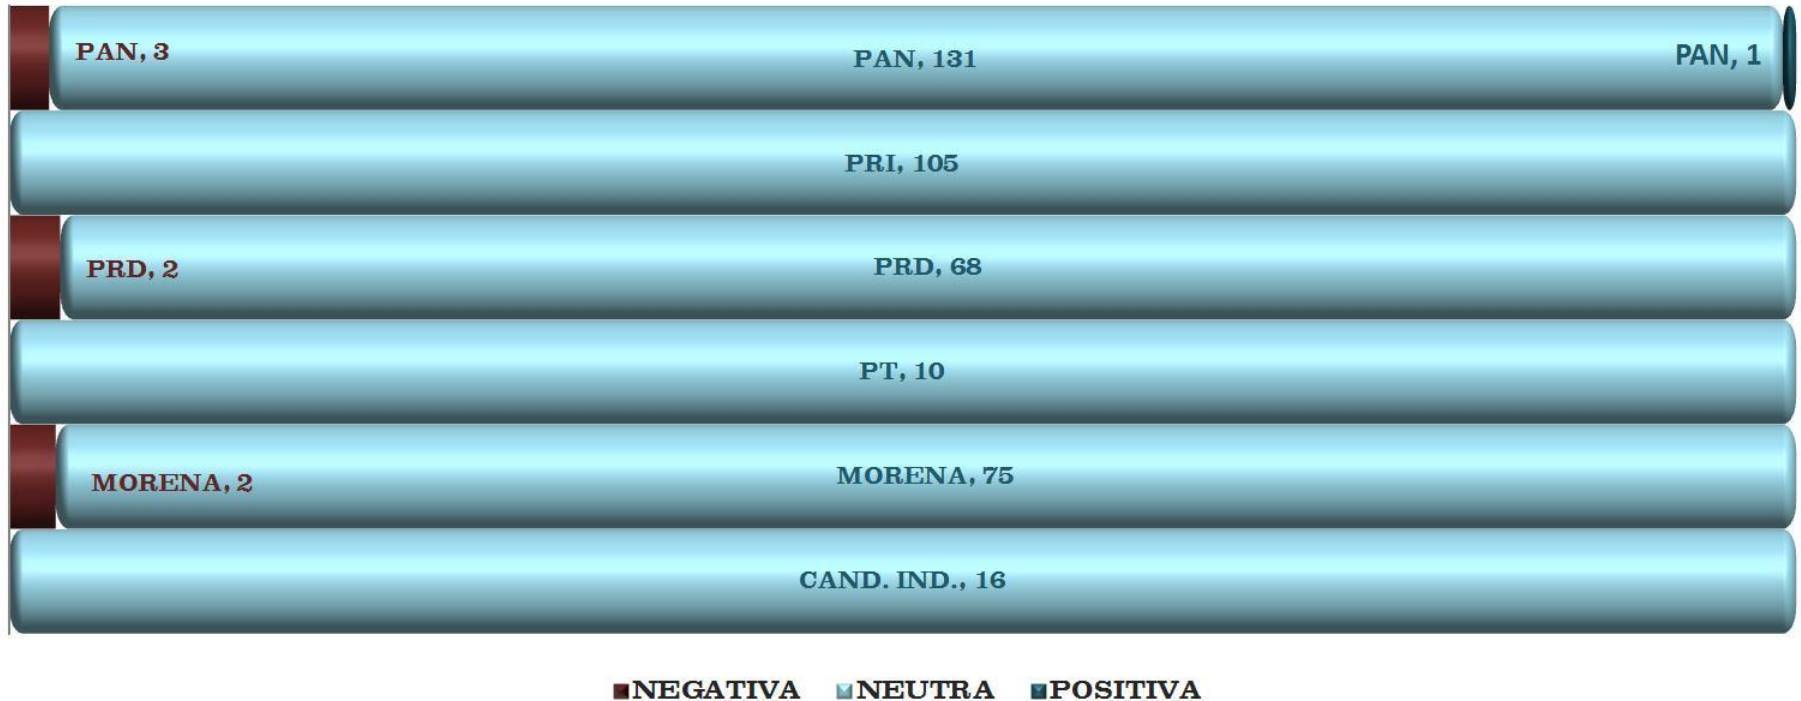 PAN, 3 PAN, 131 PAN, 1
PRI, 105
PRD, 2 PRD, 68
PT, 10
MORENA, 2 MORENA, 75
CAND. IND., 16
NEGATIVA NEUTRA POSITIVA